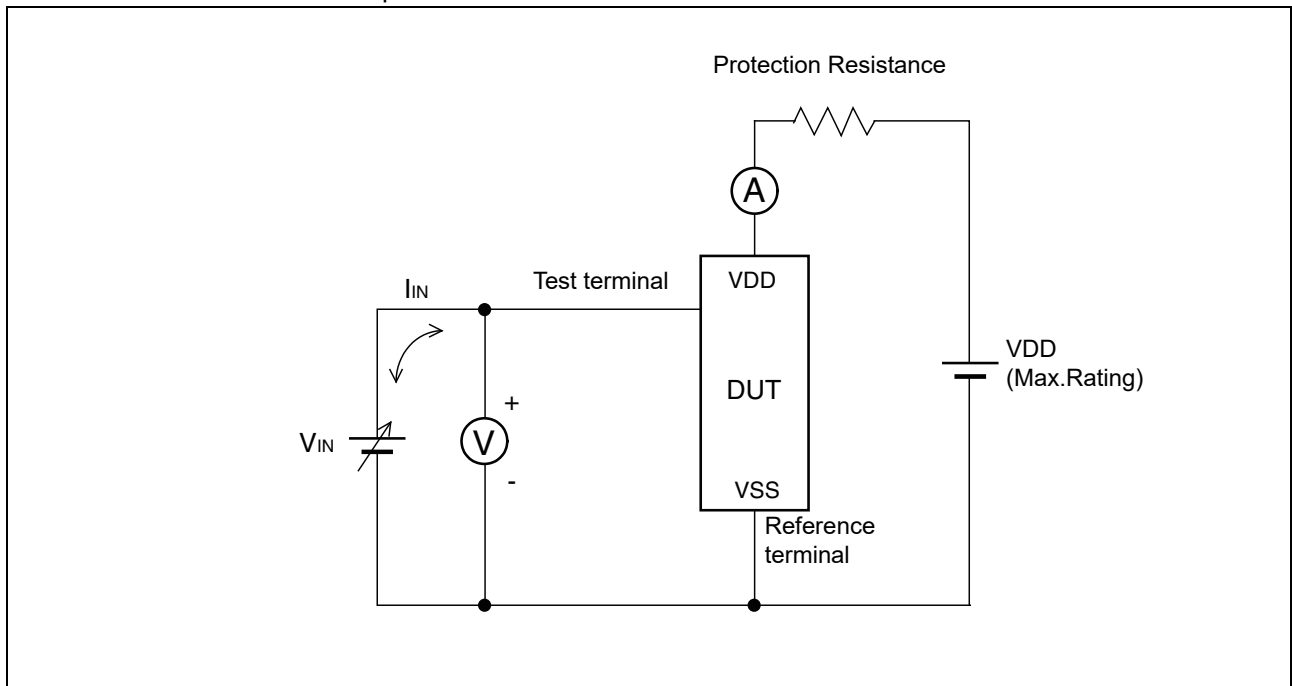 Protection Resistance
A
Test terminal
VDD
IIN
VDD
(Max.Rating)
DUT
+
VIN
V
-
VSS
Reference
terminal